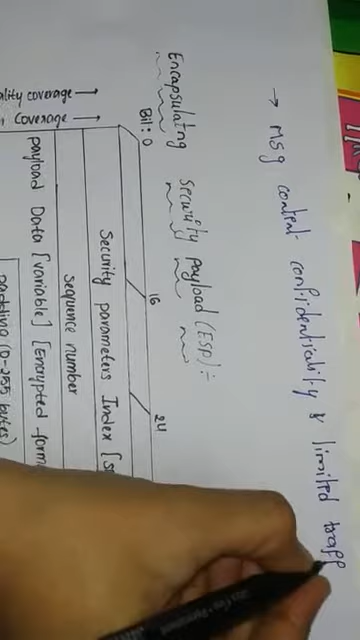 → Msg content confidentiality & limited traff
Encapsulating Security Payload (ESP):-
Bit: 0 16 24
Security parameters Index [s
Sequence number
payload Data [variable] [Encrypted form
padding (0-255 bytes)
ality coverage →
Coverage →